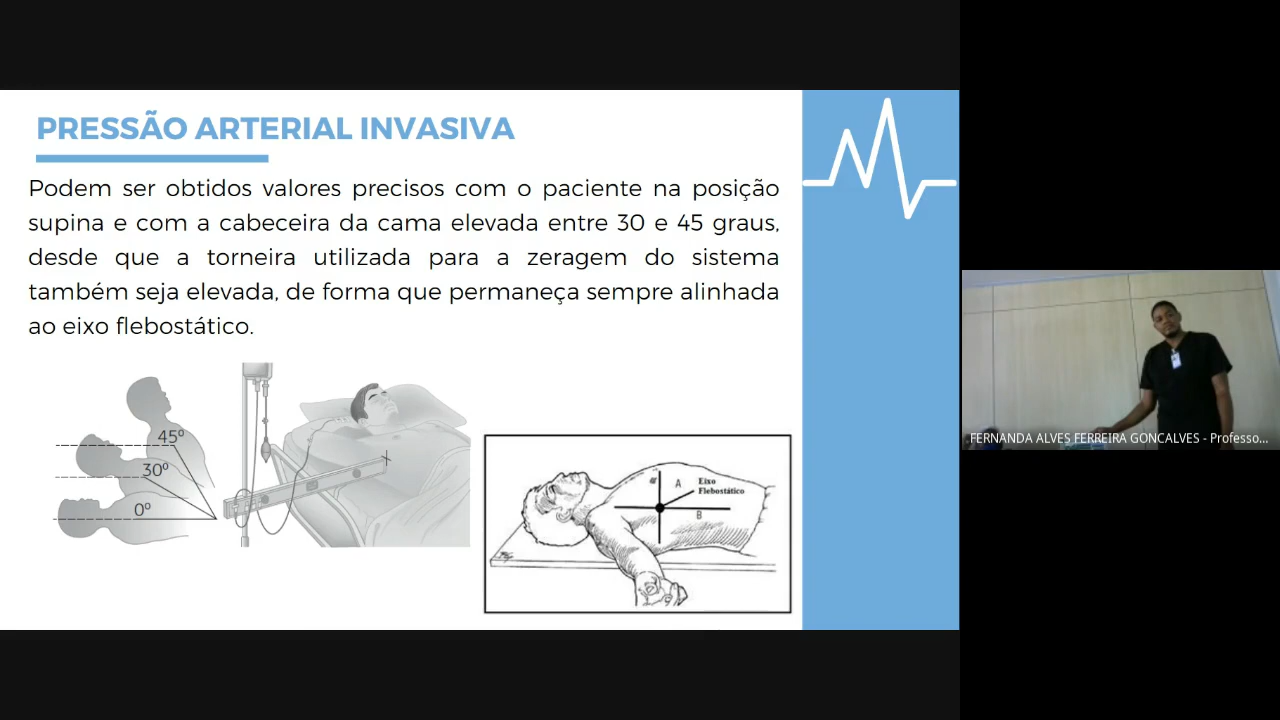 PRESSÃO ARTERIAL INVASIVA
Podem ser obtidos valores precisos com o paciente na posição
supina e com a cabeceira da cama elevada entre 30 e 45 graus,
desde que a torneira utilizada para a zeragem do sistema
também seja elevada, de forma que permaneça sempre alinhada
ao eixo flebostático.
45º
30º
0º
A
Eixo
Flebostático
B
FERNANDA ALVES FERREIRA GONCALVES - Professo...